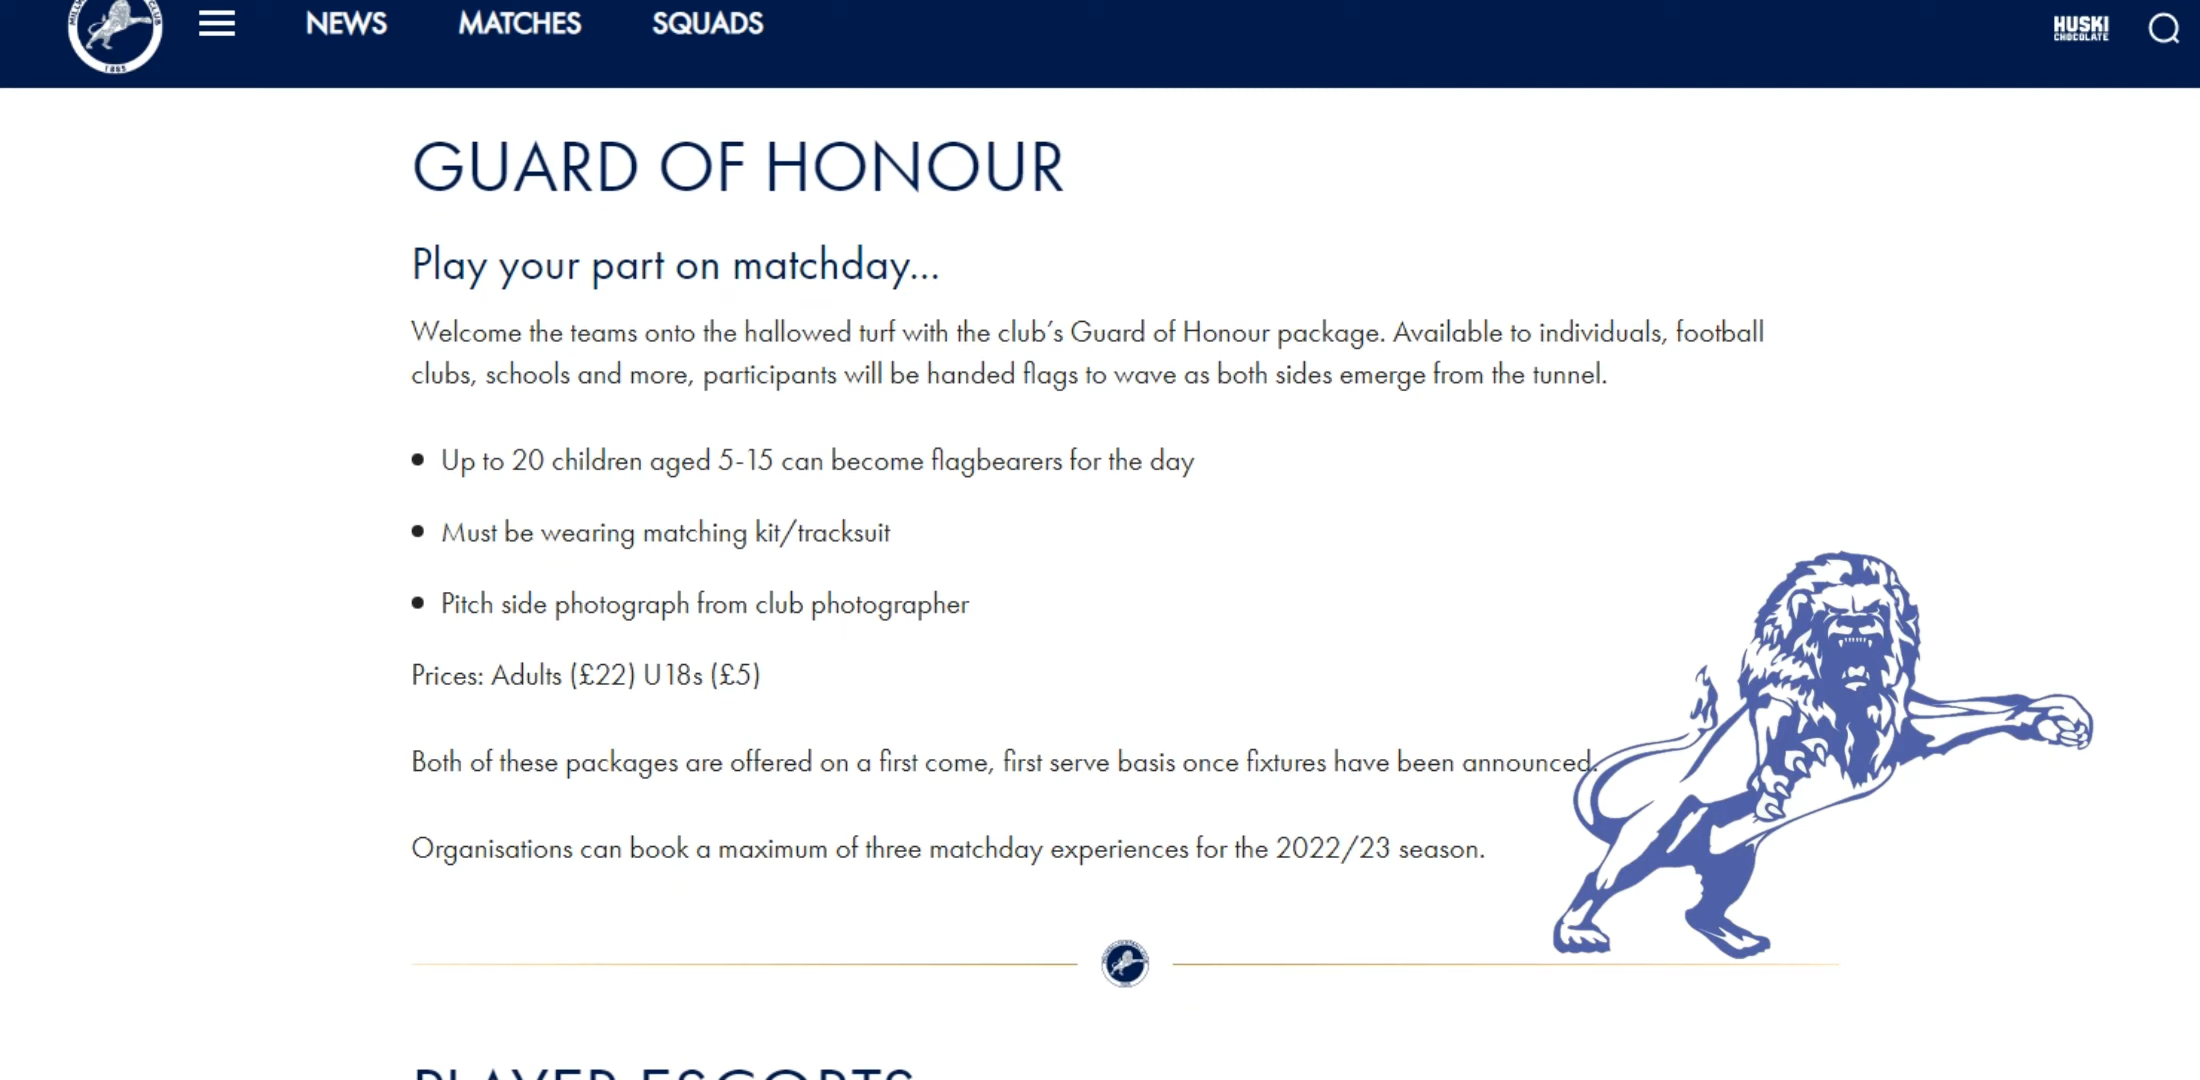 NEWS MATCHES SQUADS
HUSKI
CHOCOLATE
1885
GUARD OF HONOUR
Play your part on matchday...
Welcome the teams onto the hallowed turf with the club's Guard of Honour package. Available to individuals, football
clubs, schools and more, participants will be handed flags to wave as both sides emerge from the tunnel.
Up to 20 children aged 5-15 can become flagbearers for the day
Must be wearing matching kit/tracksuit
Pitch side photograph from club photographer
Prices: Adults (£22) U18s (£5)
Both of these packages are offered on a first come, first serve basis once fixtures have been announced.
Organisations can book a maximum of three matchday experiences for the 2022/23 season.
PLAYER ESCORTS